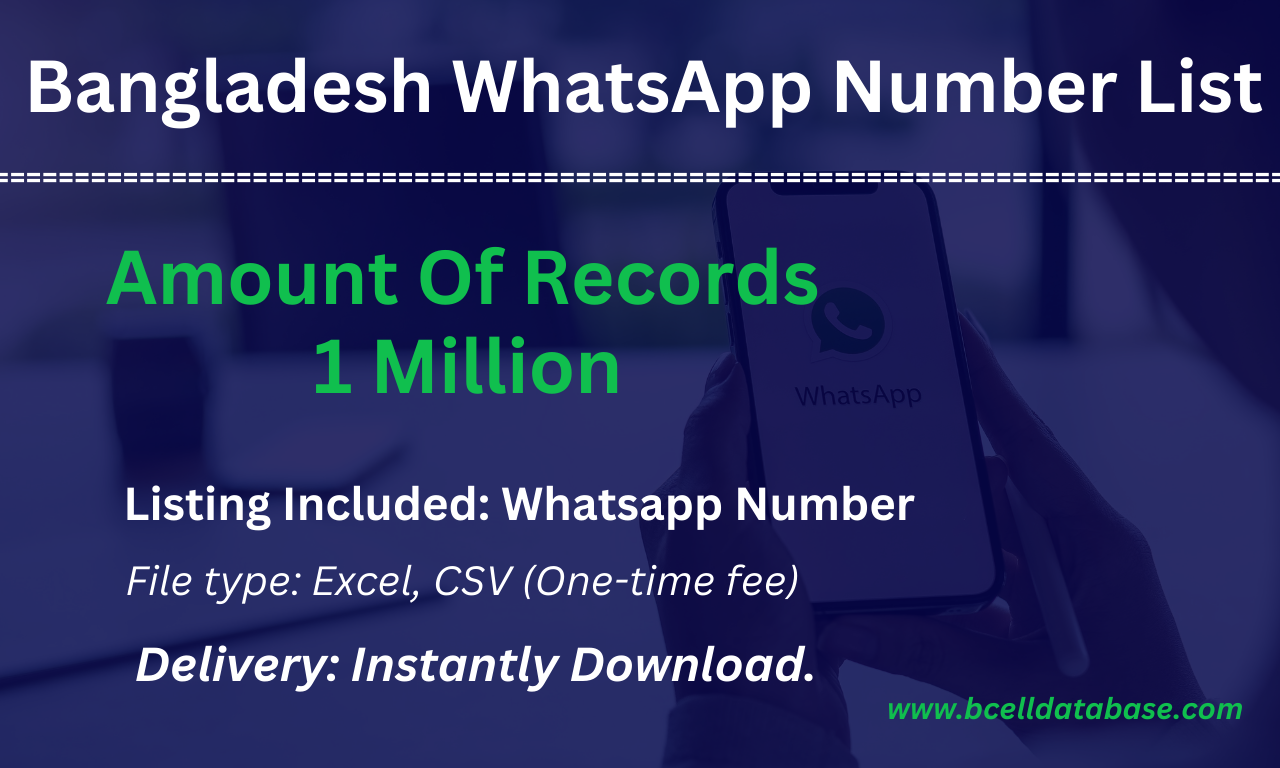 Bangladesh WhatsApp Number List
================================================================================
Amount Of Records
1 Million
WhatsApp
Listing Included: Whatsapp Number
File type: Excel, CSV (One-time fee)
Delivery: Instantly Download.
www.bcelldatabase.com